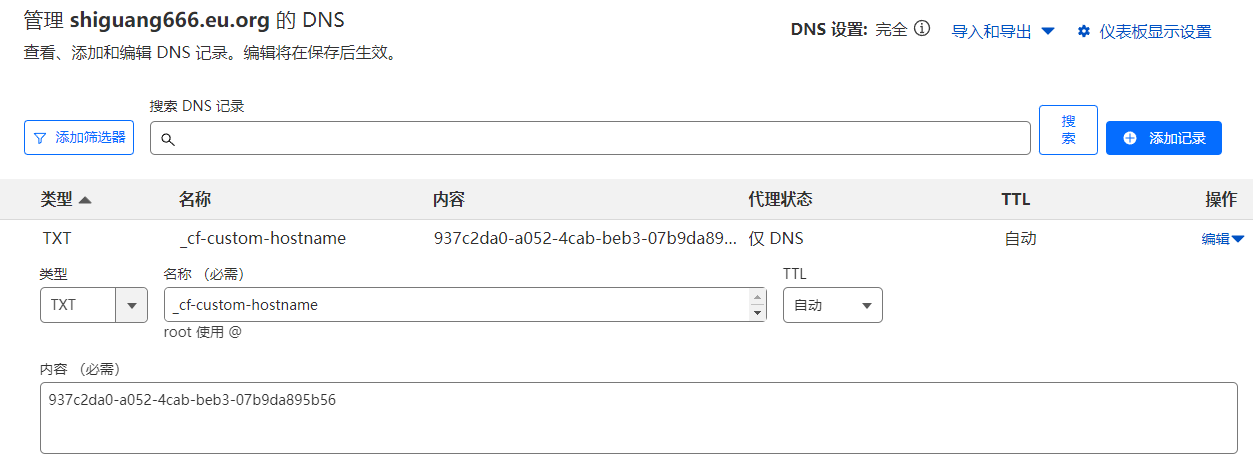 管理 shiguang666.eu.org 的 DNS
查看、添加和编辑 DNS 记录。编辑将在保存后生效。
DNS 设置: 完全
导入和导出
仪表板显示设置
搜索 DNS 记录
添加筛选器
搜
索
添加记录
类型 名称 内容 代理状态 TTL 操作
TXT _cf-custom-hostname 937c2da0-a052-4cab-beb3-07b9da89... 仅 DNS 自动 编辑
类型 名称 （必需） TTL
TXT _cf-custom-hostname 自动
root 使用 @
内容 （必需）
937c2da0-a052-4cab-beb3-07b9da895b56